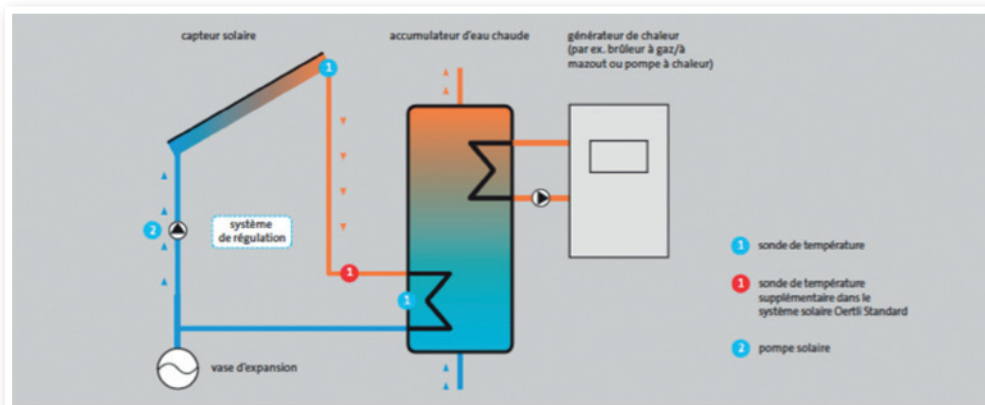 capteur solaire
accumulateur d'eau chaude
générateur de chaleur
(par ex. brûleur à gaz/à
mazout ou pompe à chaleur)
1
2
système
de régulation
1
1
1 sonde de température
1 sonde de température
supplémentaire dans le
système solaire Oertli Standard
2 pompe solaire
vase d'expansion